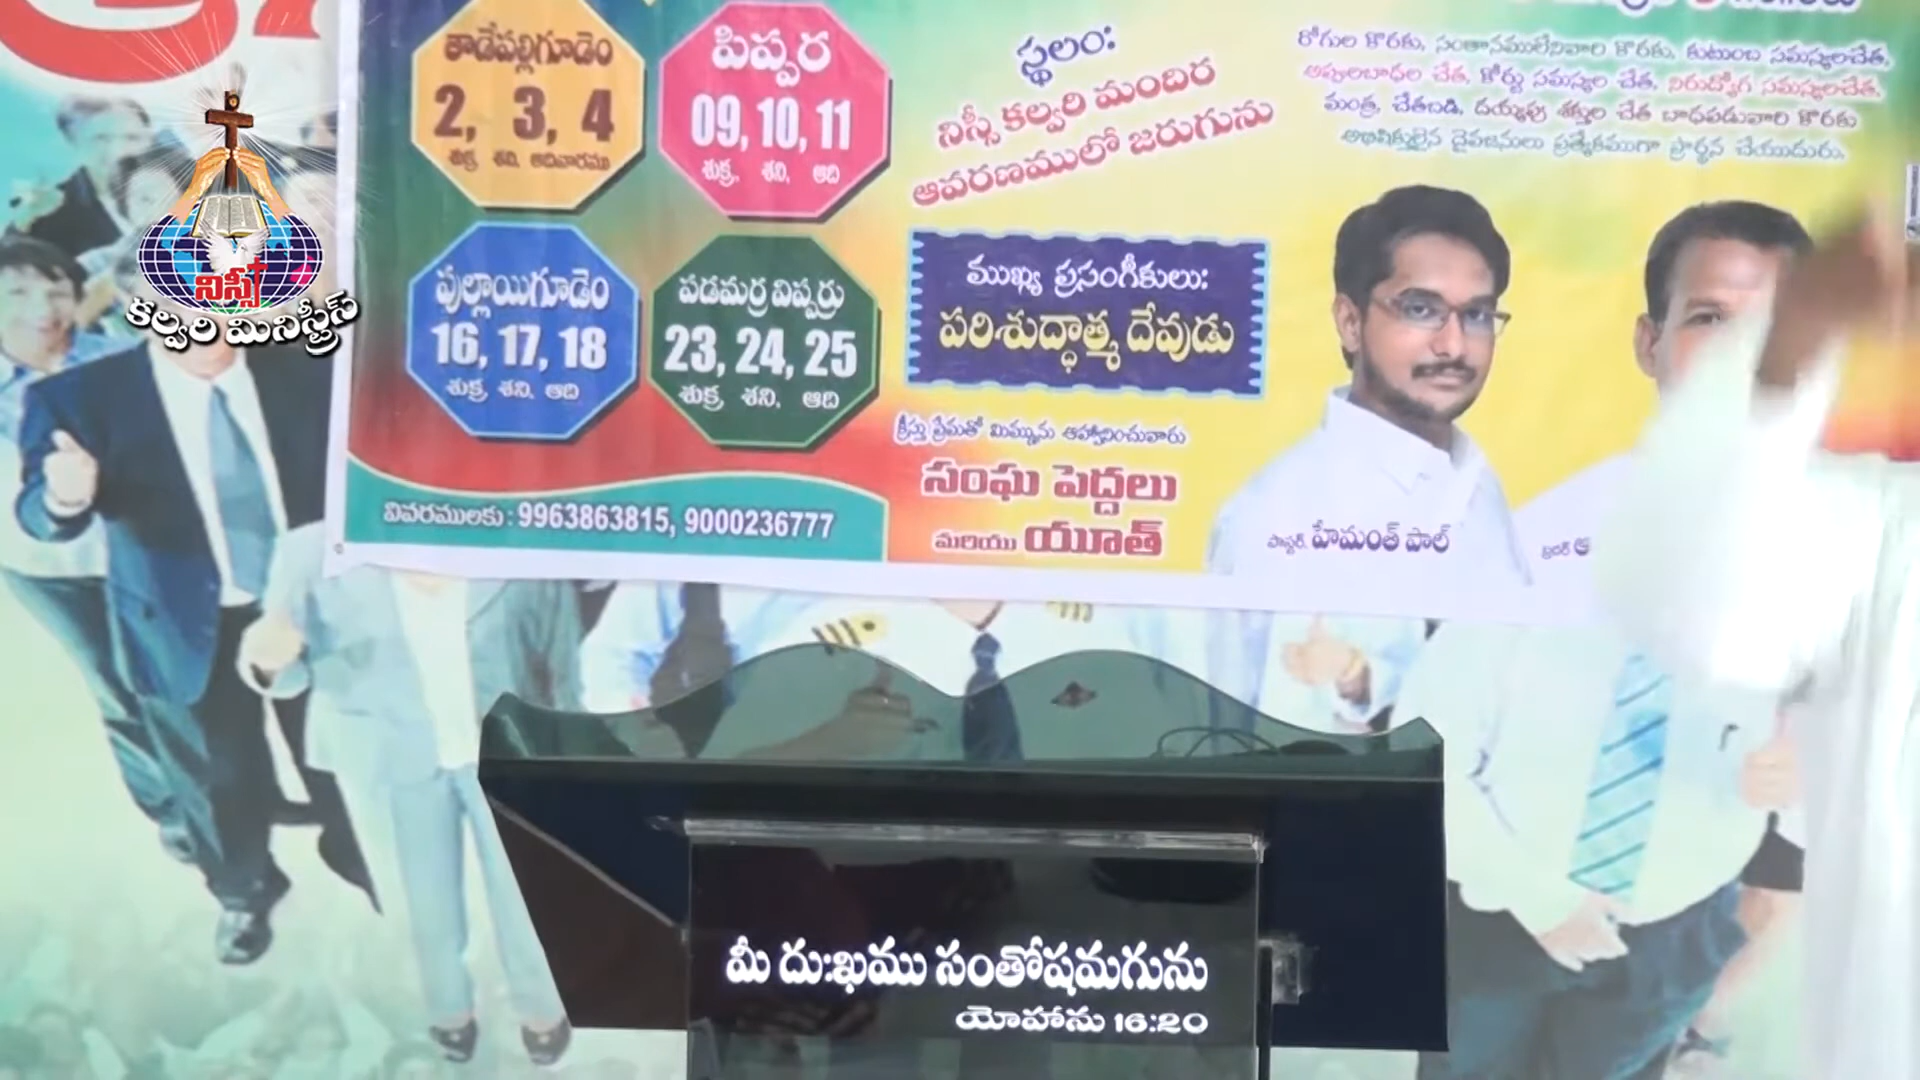 తాడేపల్లిగూడెం
2, 3, 4
శుక్ర శని, ఆదివారము
పిప్పర
09, 10, 11
శుక్ర, శని, ఆది
పుల్లాయిగూడెం
16, 17, 18
శుక్ర, శని, ఆది
పడమర్ర విప్పర్రు
23, 24, 25
శుక్ర, శని, ఆది
వివరములకు : 9963863815, 9000236777
స్థలం:
నిస్సీ కల్వరి మందిర
ఆవరణములో జరుగును
ముఖ్య ప్రసంగీకులు:
పరిశుద్ధాత్మ దేవుడు
క్రీస్తు ప్రేమతో మిమ్మును ఆహ్వానించువారు
సంఘ పెద్దలు
మరియు యూత్
రోగుల కొరకు, సంతానములేనివారి కొరకు, కుటుంబ సమస్యలచేత,
అప్పులబాధల చేత, కోర్టు సమస్యల చేత, నిరుద్యోగ సమస్యలచేత,
మంత్ర, చేతబడి, దయ్యపు శక్తుల చేత బాధపడువారి కొరకు
అభిషిక్తులైన దైవజనులు ప్రత్యేకముగా ప్రార్థన చేయుదురు.
పాస్టర్. హేమంత్ పాల్
బ్రదర్
నిస్సీ
కల్వరి మినిస్ట్రీస్
మీ దు:ఖము సంతోషమగును
యోహాను 16:20